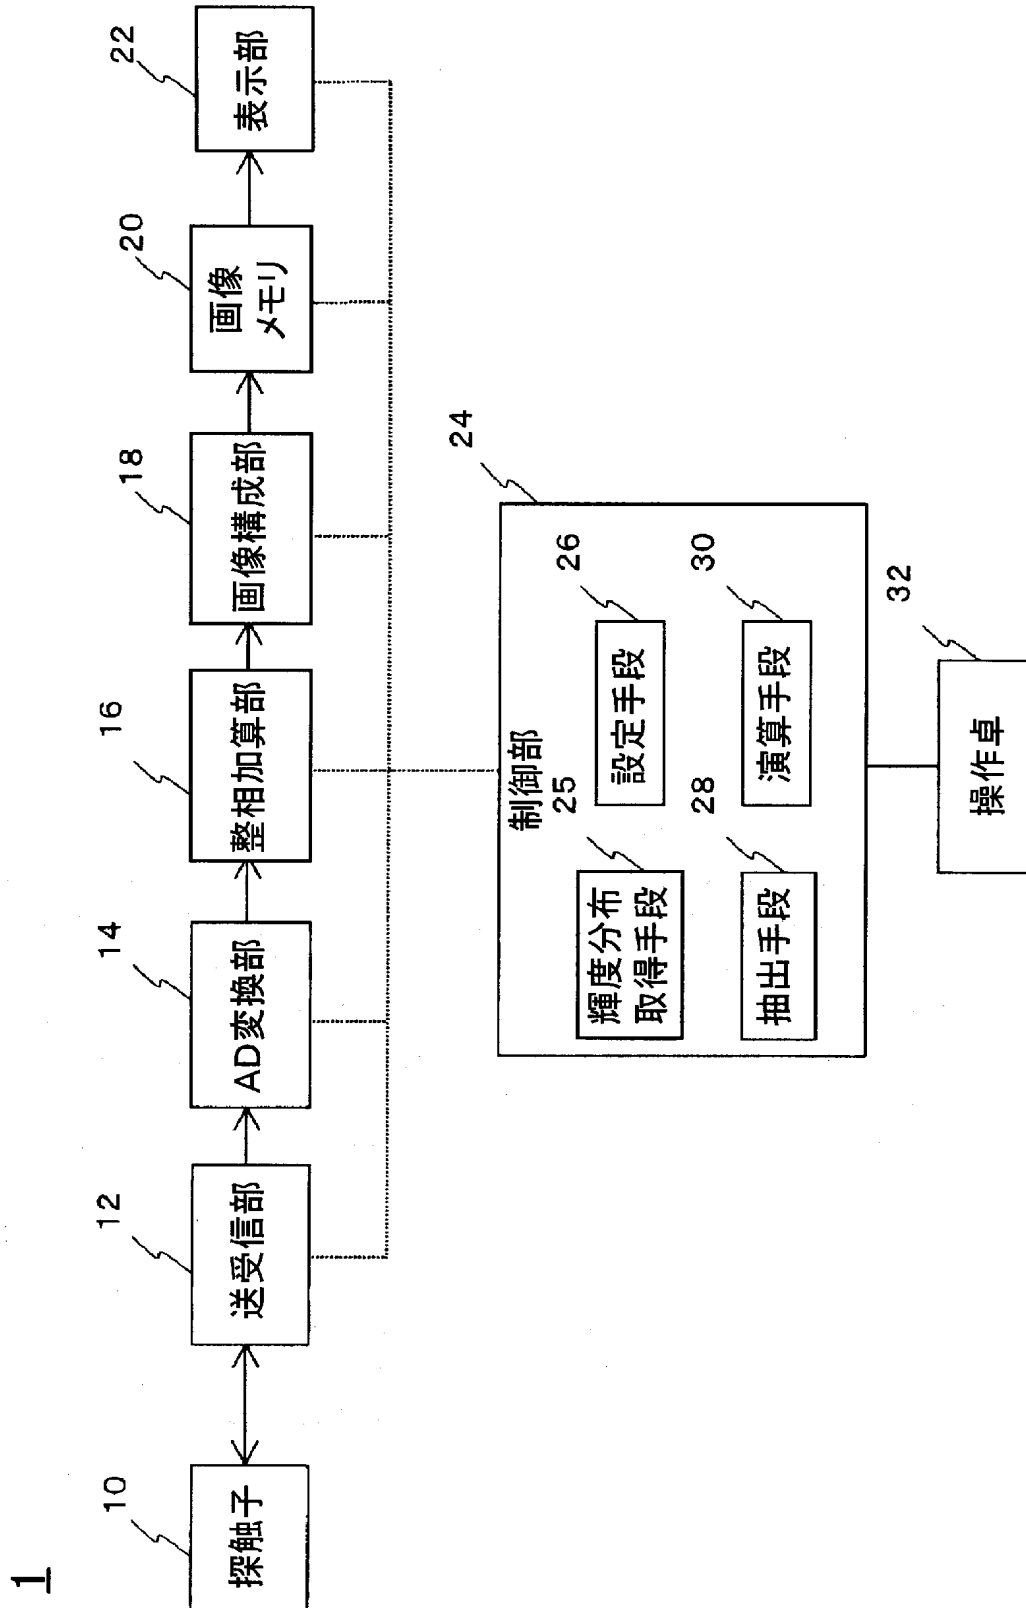 1
10
探触子
12
送受信部
14
AD変換部
16
整相加算部
18
画像構成部
20
画像
メモリ
22
表示部
24
制御部
25
輝度分布
取得手段
26
設定手段
28
抽出手段
30
演算手段
32
操作卓